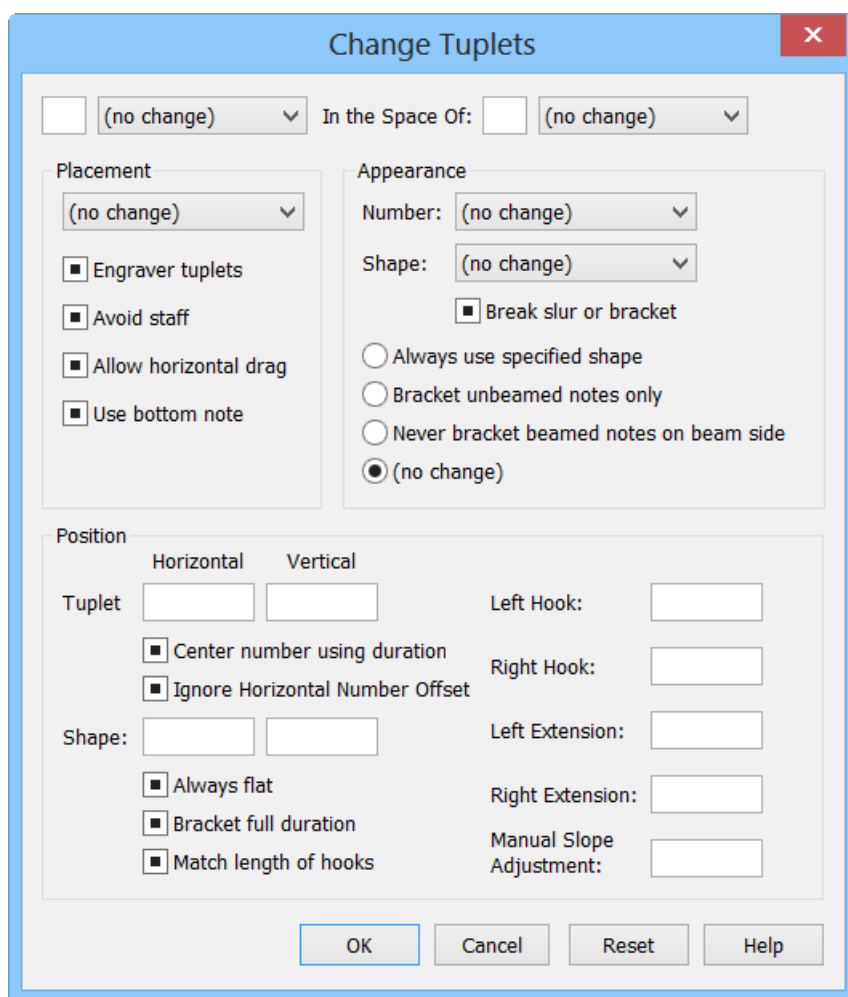 Change Tuplets
(no change) In the Space Of: (no change)
Placement
(no change)
Engraver tuplets
Avoid staff
Allow horizontal drag
Use bottom note
Appearance
Number: (no change)
Shape: (no change)
Break slur or bracket
Always use specified shape
Bracket unbeamed notes only
Never bracket beamed notes on beam side
(no change)
Position
Horizontal Vertical
Tuplet
Center number using duration
Ignore Horizontal Number Offset
Shape:
Always flat
Bracket full duration
Match length of hooks
Left Hook:
Right Hook:
Left Extension:
Right Extension:
Manual Slope
Adjustment:
OK Cancel Reset Help